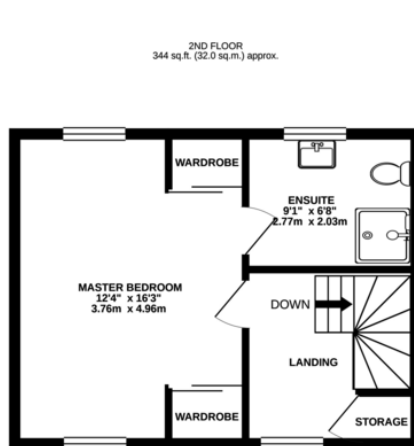 2ND FLOOR
344 sq.ft. (32.0 sq.m.) approx.
WARDROBE
ENSUITE
9'1" x 6'8"
2.77m x 2.03m
MASTER BEDROOM
12'4" x 16'3"
3.76m x 4.96m
DOWN
LANDING
WARDROBE
STORAGE